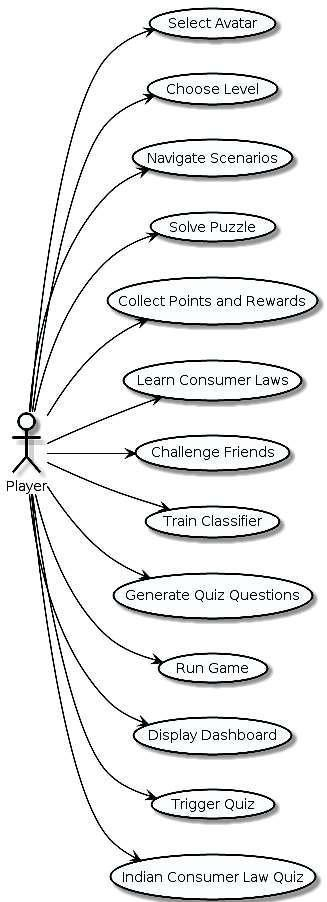 Select Avatar
Choose Level
Navigate Scenarios
Solve Puzzle
Collect Points and Rewards
Learn Consumer Laws
Challenge Friends
Player
Train Classifier
Generate Quiz Questions
Run Game
Display Dashboard
Trigger Quiz
Indian Consumer Law Quiz